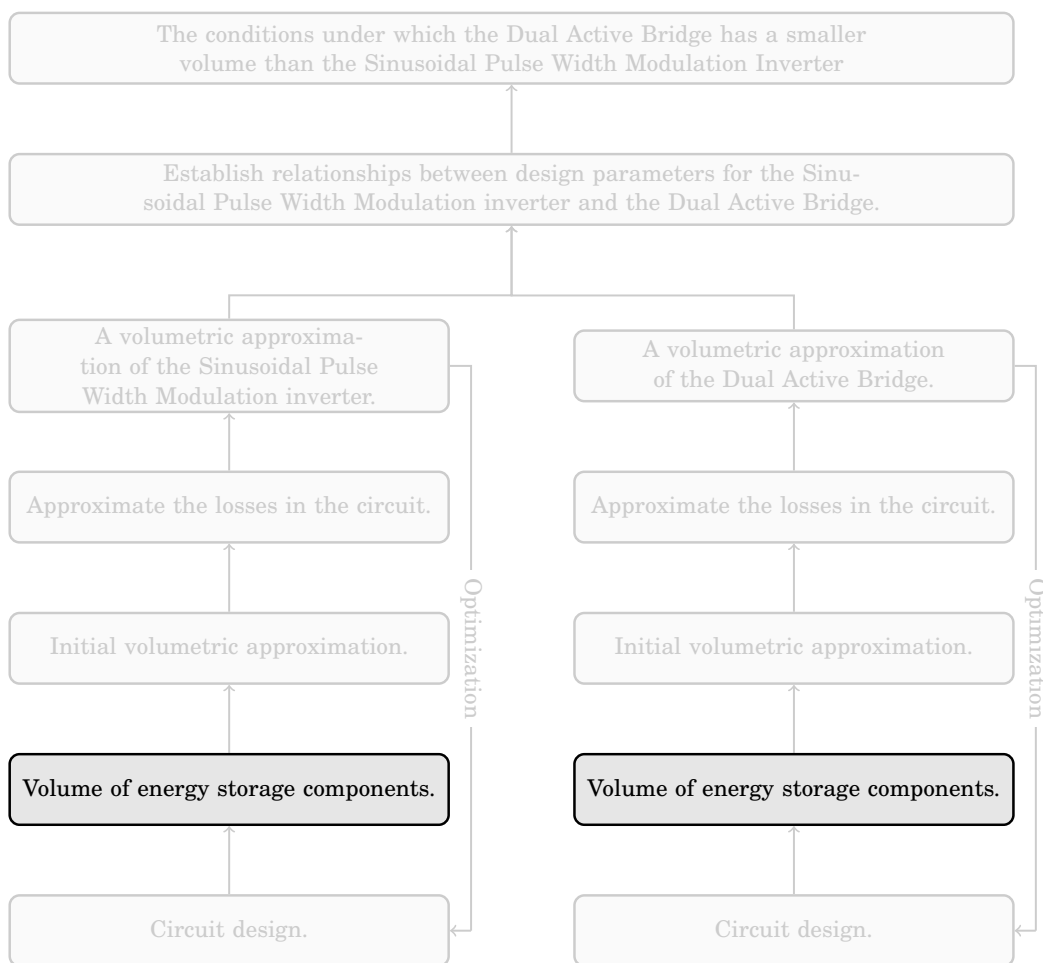 The conditions under which the Dual Active Bridge has a smaller
volume than the Sinusoidal Pulse Width Modulation Inverter
Establish relationships between design parameters for the Sinu-
soidal Pulse Width Modulation inverter and the Dual Active Bridge.
A volumetric approxima-
tion of the Sinusoidal Pulse
Width Modulation inverter.
A volumetric approximation
of the Dual Active Bridge.
Approximate the losses in the circuit.
Approximate the losses in the circuit.
Optimization
Optimization
Initial volumetric approximation.
Initial volumetric approximation.
Volume of energy storage components.
Volume of energy storage components.
Circuit design.
Circuit design.